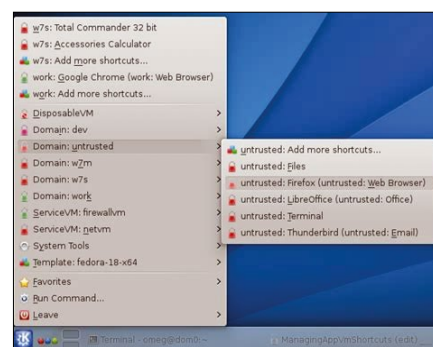 w7s: Total Commander 32 bit
w7s: Accessories Calculator
w7s: Add more shortcuts...
work: Google Chrome (work: Web Browser)
work: Add more shortcuts...
DisposableVM
Domain: dev
Domain: untrusted
Domain: w7m
Domain: w7s
Domain: work
ServiceVM: firewallvm
ServiceVM: netvm
System Tools
Template: fedora-18-x64
Favorites
Run Command...
Leave
untrusted: Add more shortcuts...
untrusted: Files
untrusted: Firefox (untrusted: Web Browser)
untrusted: LibreOffice (untrusted: Office)
untrusted: Terminal
untrusted: Thunderbird (untrusted: Email)
Terminal - omeg@dom0:~
ManagingAppVmShortcuts (edit)